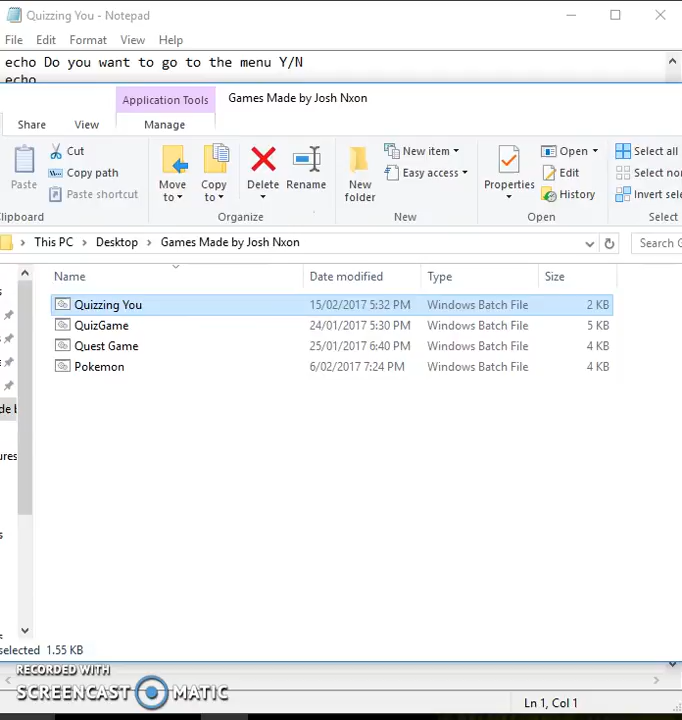 Quizzing You - Notepad
File Edit Format View Help
echo Do you want to go to the menu Y/N
echo
Application Tools Games Made by Josh Nxon
Share View Manage
Paste Cut Copy path Paste shortcut
Move to Copy to Delete Rename
New folder New item Easy access
Properties Open Edit History
Select all Select no Invert sele
Clipboard Organize New Open Select
This PC Desktop Games Made by Josh Nxon Search G
Name Date modified Type Size
Quizzing You 15/02/2017 5:32 PM Windows Batch File 2 KB
QuizGame 24/01/2017 5:30 PM Windows Batch File 5 KB
Quest Game 25/01/2017 6:40 PM Windows Batch File 4 KB
Pokemon 6/02/2017 7:24 PM Windows Batch File 4 KB
de b
ures
selected 1.55 KB
RECORDED WITH
SCREENCAST MATIC
Ln 1, Col 1